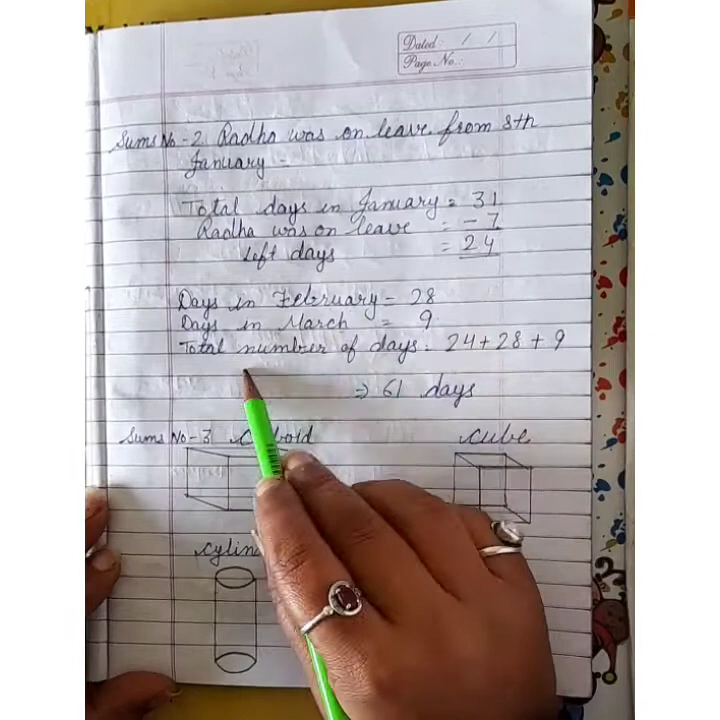 Dated: / /
Page No.:
Sums No-2. Radha was on leave from 8th
January -
Total days in January = 31
Radha was on leave = - 7
Left days = 24
Days in February - 28
Days in March = 9
Total number of days = 24+28+9
⇒ 61 days
Sums No-3
cube